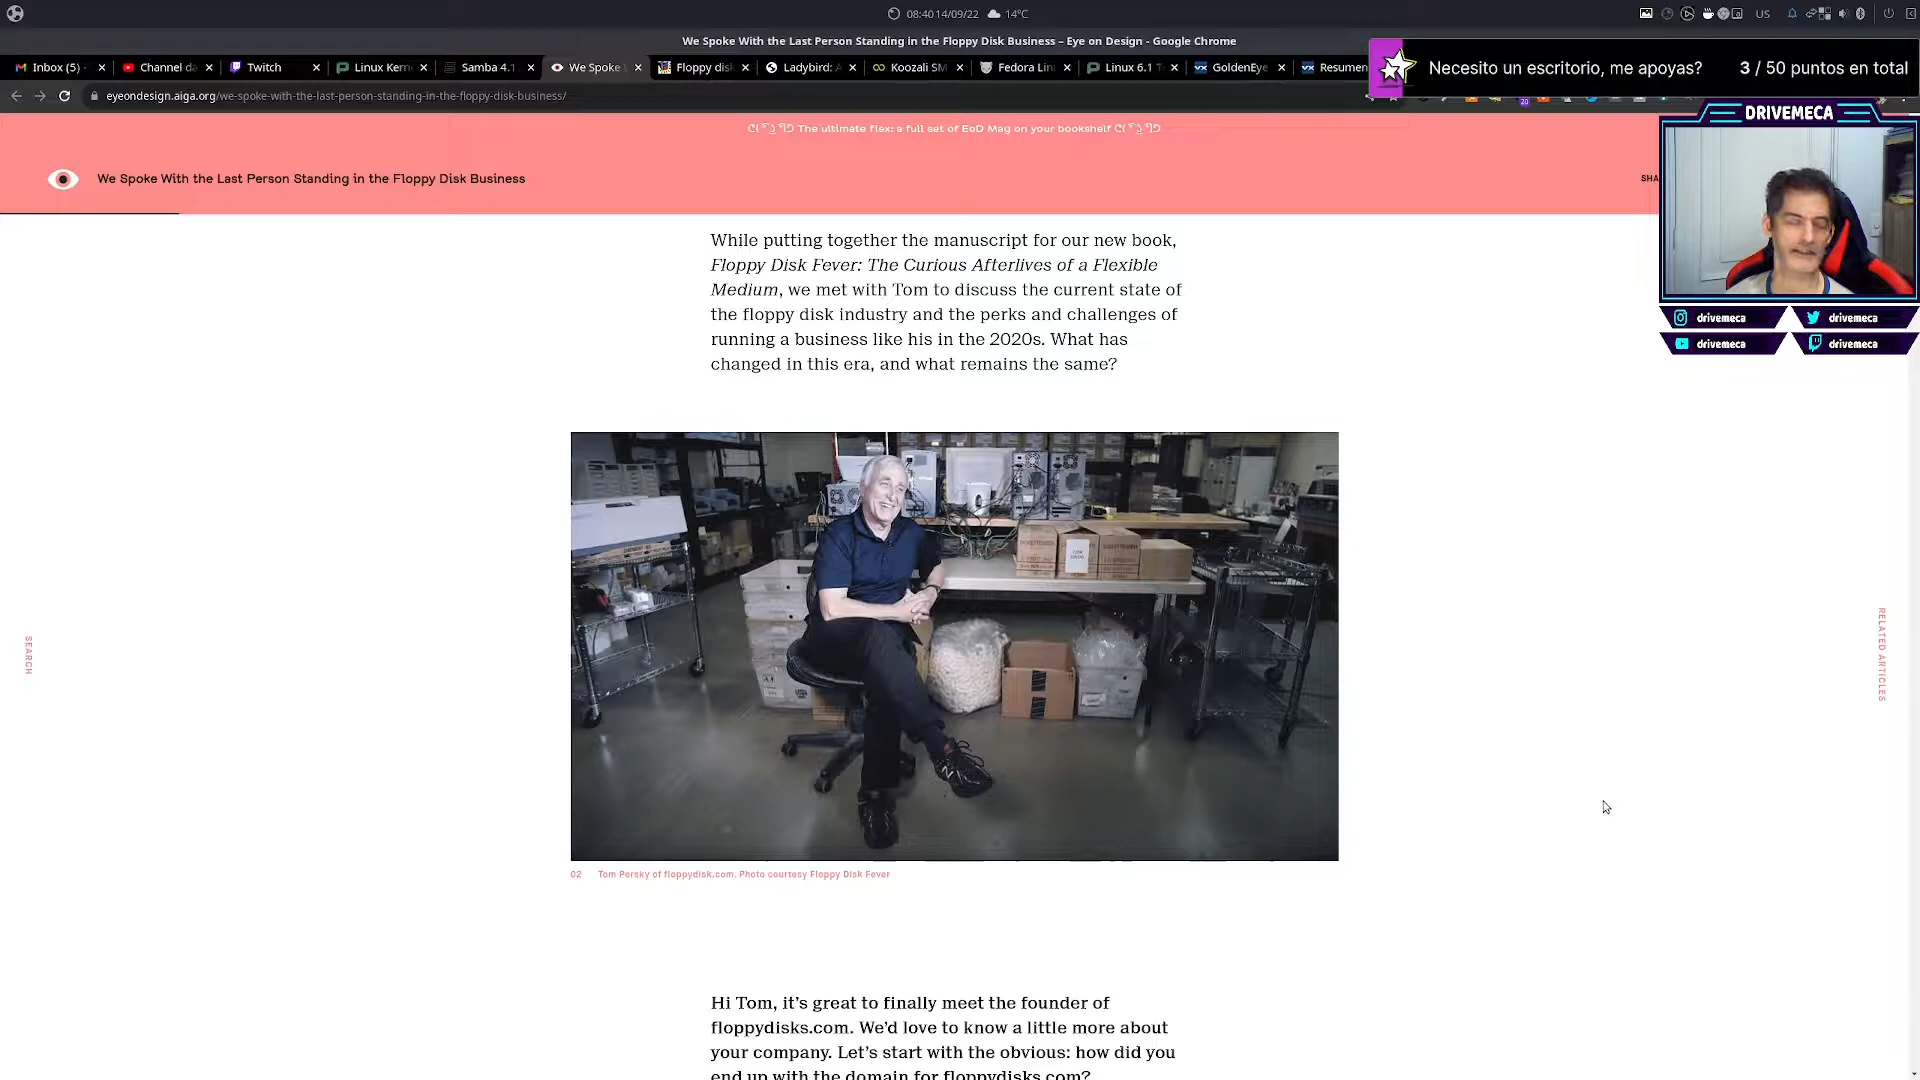 08:40 14/09/22 14°C
US
We Spoke With the Last Person Standing in the Floppy Disk Business – Eye on Design - Google Chrome
Inbox (5) -
Channel da
Twitch
Linux Kern
Samba 4.1
We Spoke
Floppy disk
Ladybird: A
Koozali SM
Fedora Lin
Linux 6.1 T
GoldenEye
Resumen
Necesito un escritorio, me apoyas? 3 / 50 puntos en total
eyeondesign.aiga.org/we-spoke-with-the-last-person-standing-in-the-floppy-disk-business/
20
The ultimate flex: a full set of EoD Mag on your bookshelf
DRIVEMECA
We Spoke With the Last Person Standing in the Floppy Disk Business
SHA
drivemeca drivemeca
drivemeca drivemeca
While putting together the manuscript for our new book,
Floppy Disk Fever: The Curious Afterlives of a Flexible
Medium, we met with Tom to discuss the current state of
the floppy disk industry and the perks and challenges of
running a business like his in the 2020s. What has
changed in this era, and what remains the same?
SEARCH
RELATED ARTICLES
02 Tom Persky of floppydisk.com. Photo courtesy Floppy Disk Fever
Hi Tom, it’s great to finally meet the founder of
floppydisks.com. We’d love to know a little more about
your company. Let’s start with the obvious: how did you
end up with the domain for floppydisks.com?